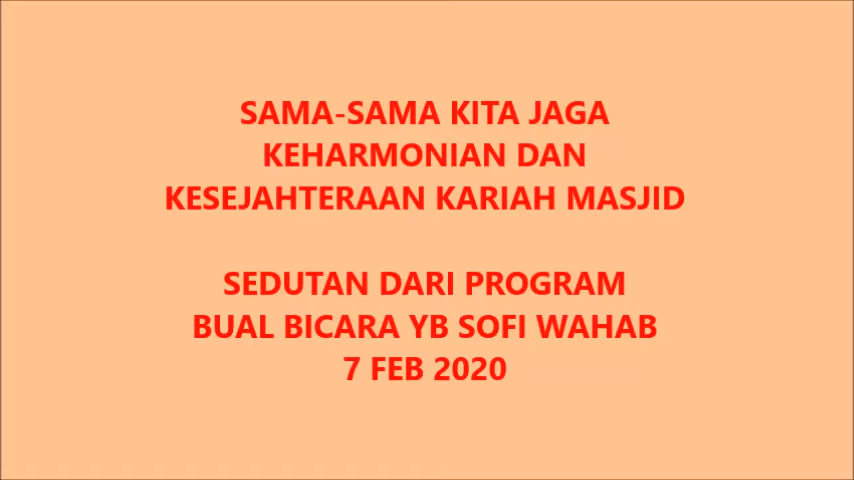 SAMA-SAMA KITA JAGA
KEHARMONIAN DAN
KESEJAHTERAAN KARIAH MASJID
SEDUTAN DARI PROGRAM
BUAL BICARA YB SOFI WAHAB
7 FEB 2020